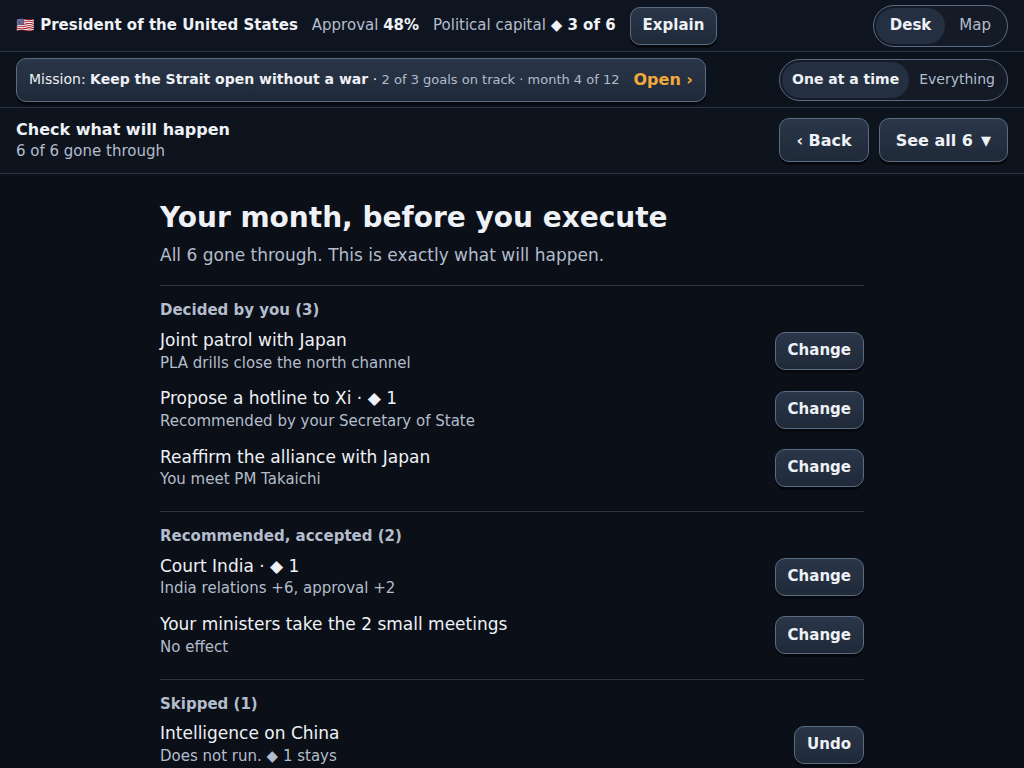 🇺🇸 President of the United States Approval 48% Political capital ◆ 3 of 6 Explain Desk Map
Mission: Keep the Strait open without a war · 2 of 3 goals on track · month 4 of 12 Open › One at a time Everything
Check what will happen
6 of 6 gone through
‹ Back See all 6 ▼
Your month, before you execute
All 6 gone through. This is exactly what will happen.
Decided by you (3)
Joint patrol with Japan
PLA drills close the north channel
Change
Propose a hotline to Xi · ◆ 1
Recommended by your Secretary of State
Change
Reaffirm the alliance with Japan
You meet PM Takaichi
Change
Recommended, accepted (2)
Court India · ◆ 1
India relations +6, approval +2
Change
Your ministers take the 2 small meetings
No effect
Change
Skipped (1)
Intelligence on China
Does not run. ◆ 1 stays
Undo